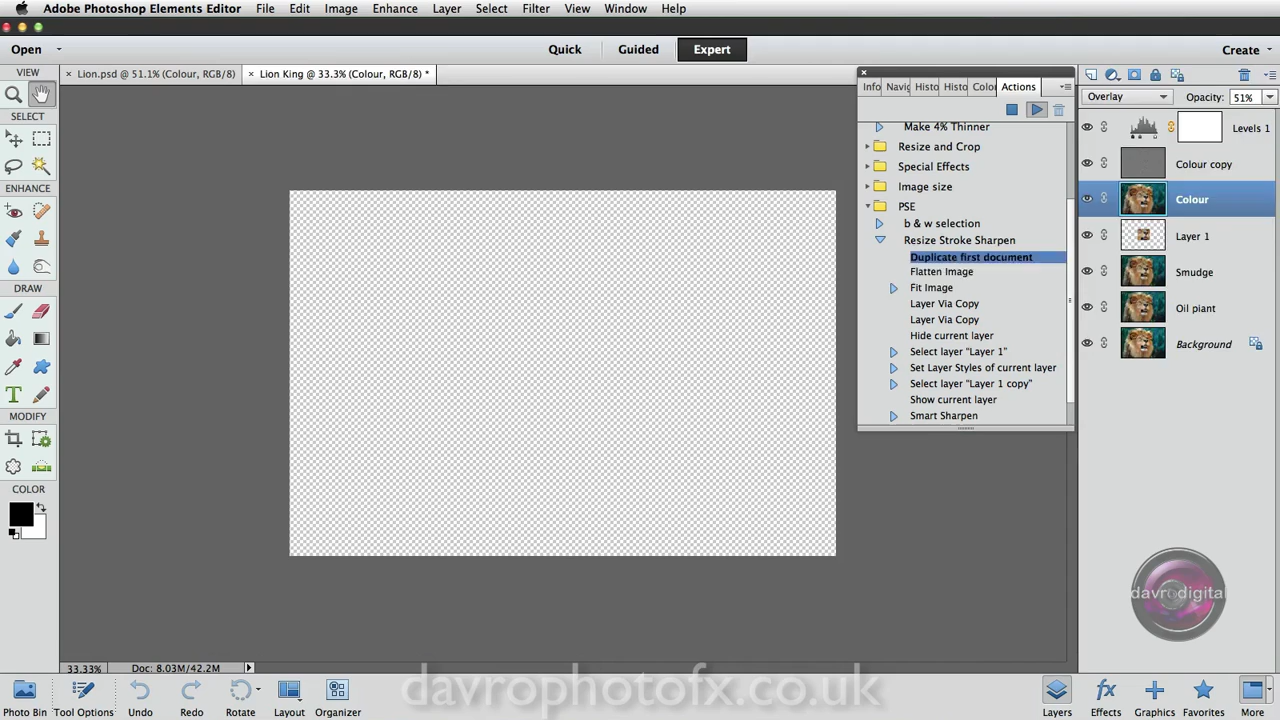 Adobe Photoshop Elements Editor File Edit Image Enhance Layer Select Filter View Window Help
Open Quick Guided Expert Create
VIEW
× Lion.psd @ 51.1% (Colour, RGB/8) × Lion King @ 33.3% (Colour, RGB/8) *
SELECT
ENHANCE
DRAW
T
MODIFY
COLOR
Info Navig Histo Histo Colo Actions
Make 4% Thinner
Resize and Crop
Special Effects
Image size
PSE
b & w selection
Resize Stroke Sharpen
Duplicate first document
Flatten Image
Fit Image
Layer Via Copy
Layer Via Copy
Hide current layer
Select layer "Layer 1"
Set Layer Styles of current layer
Select layer "Layer 1 copy"
Show current layer
Smart Sharpen
Overlay Opacity: 51%
Levels 1
Colour copy
Colour
Layer 1
Smudge
Oil piant
Background
davrodigital
33.33% Doc: 8.03M/42.2M
davrophotofx.co.uk
Photo Bin Tool Options Undo Redo Rotate Layout Organizer Layers fx Effects Graphics Favorites More